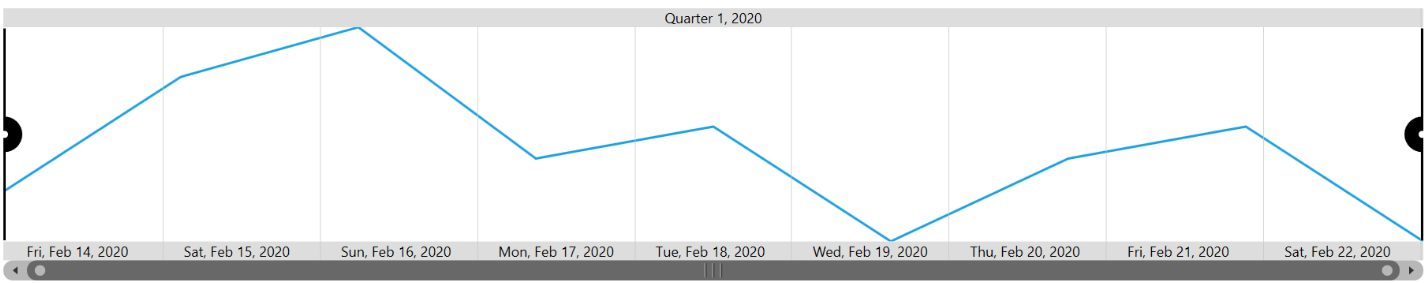 Quarter 1, 2020
Fri, Feb 14, 2020 Sat, Feb 15, 2020 Sun, Feb 16, 2020 Mon, Feb 17, 2020 Tue, Feb 18, 2020 Wed, Feb 19, 2020 Thu, Feb 20, 2020 Fri, Feb 21, 2020 Sat, Feb 22, 2020